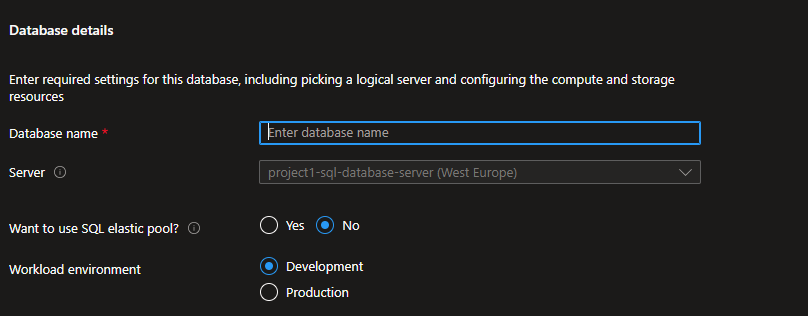 Database details
Enter required settings for this database, including picking a logical server and configuring the compute and storage
resources
Database name *
Enter database name
Server
project1-sql-database-server (West Europe)
Want to use SQL elastic pool?
Yes No
Workload environment
Development
Production